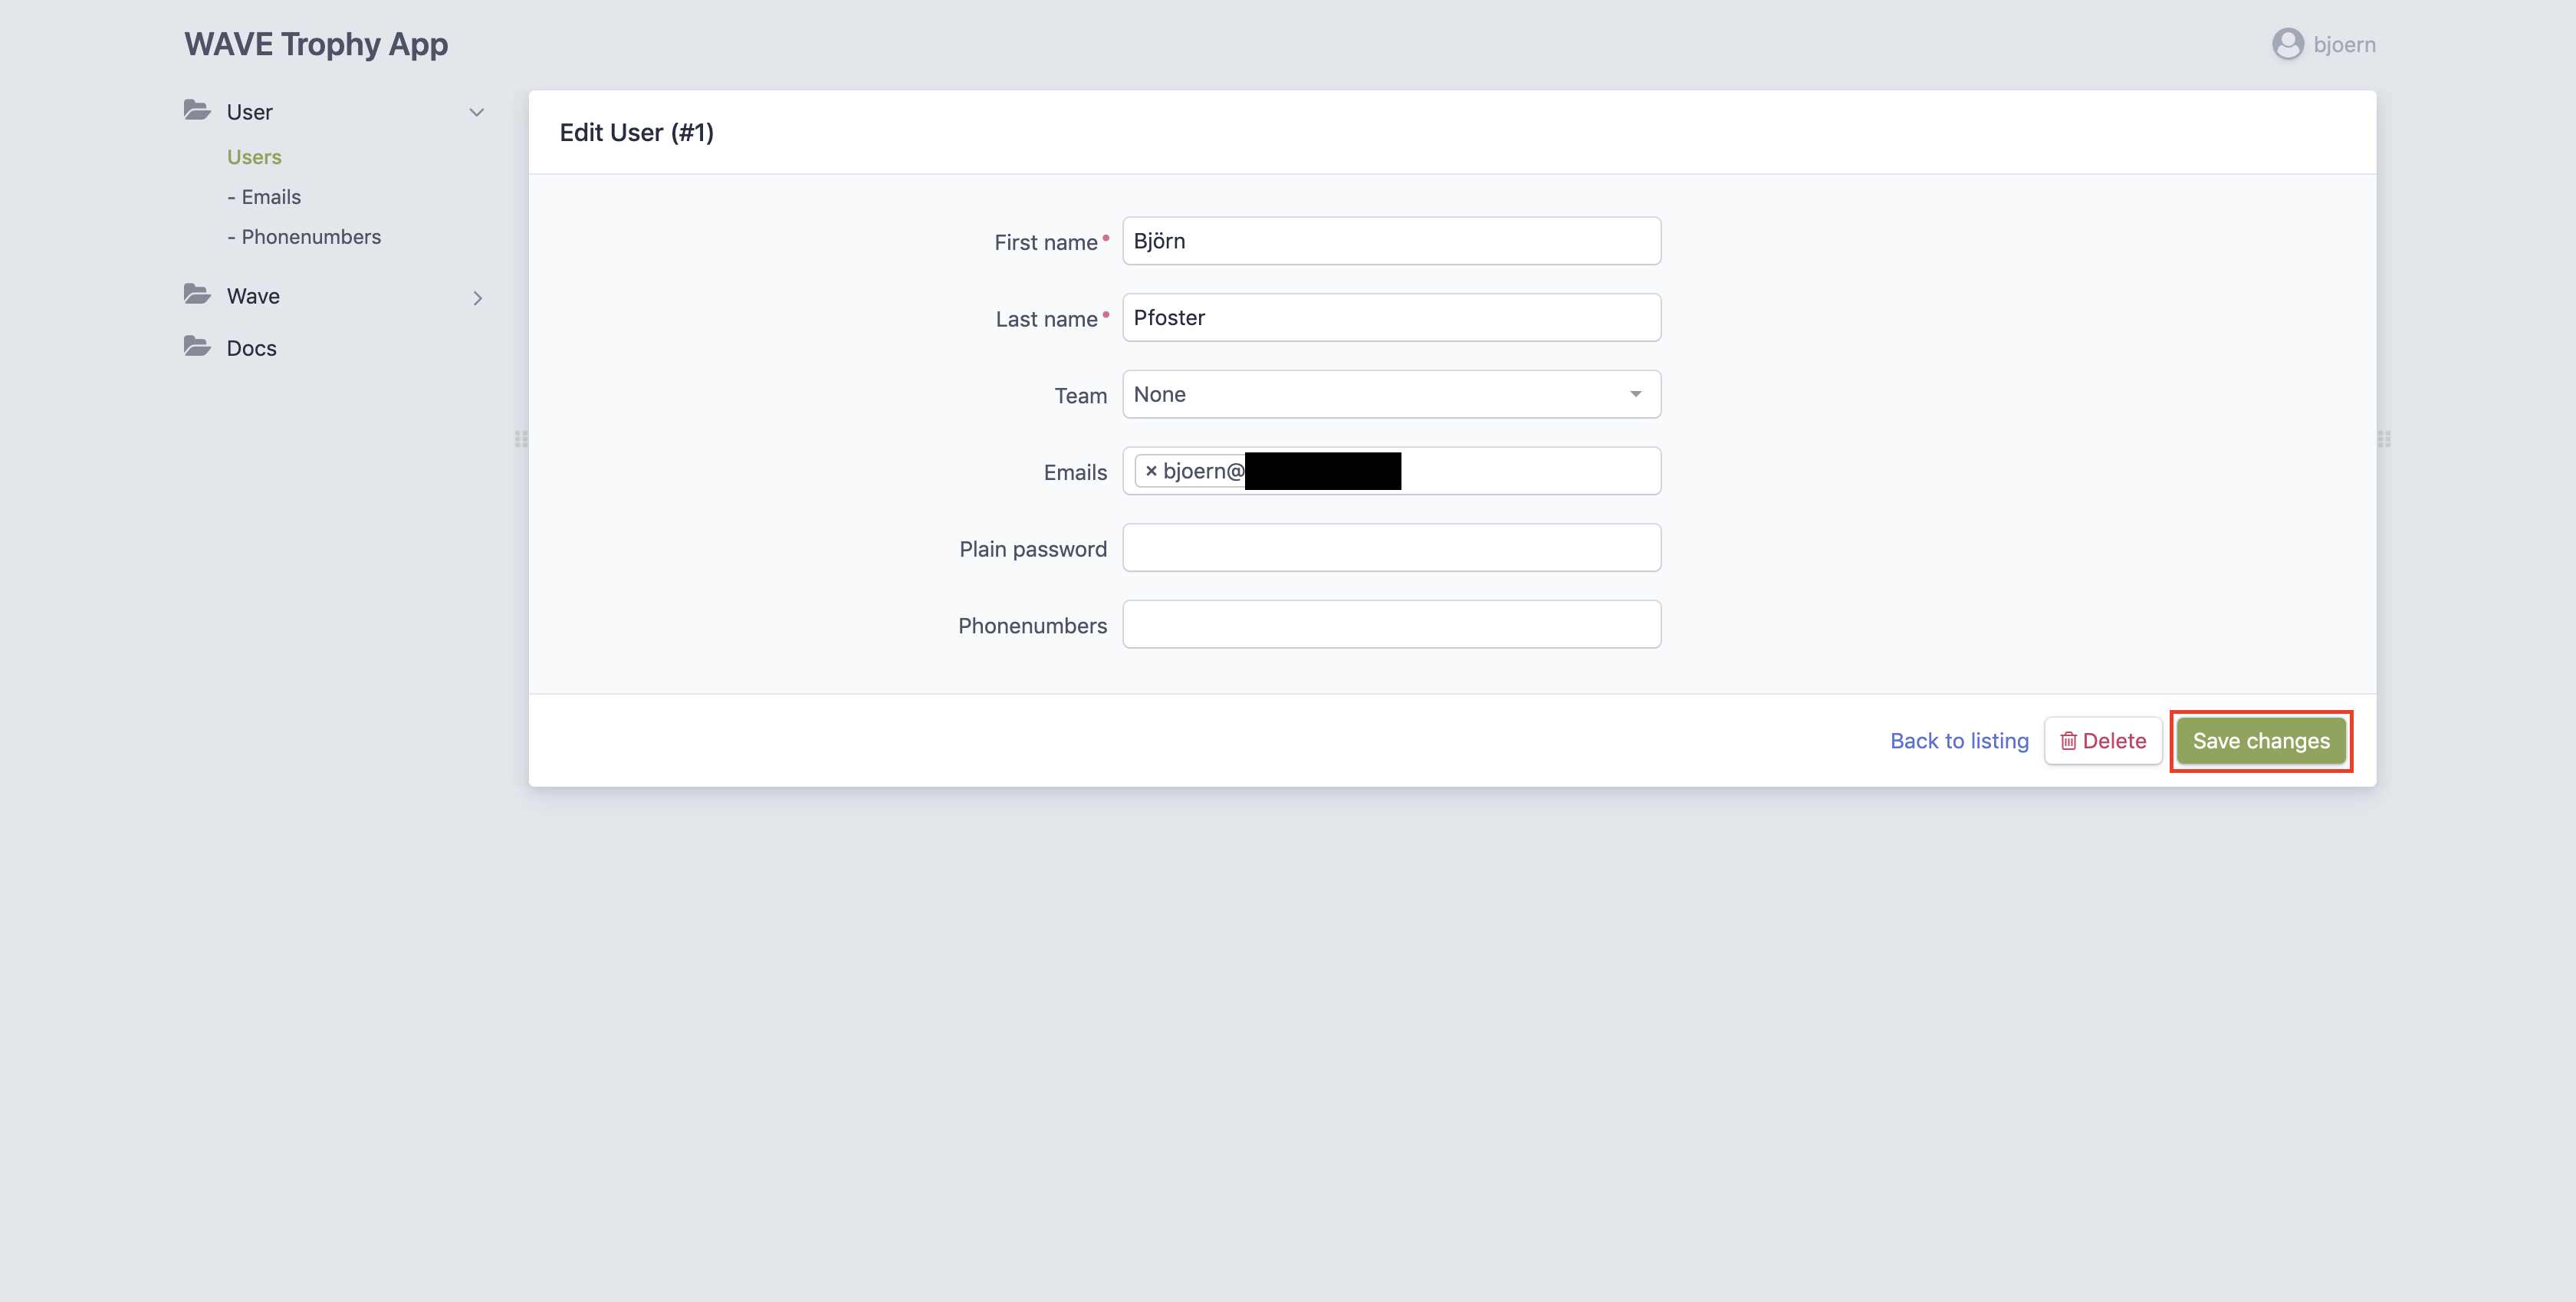 WAVE Trophy App
bjoern
User
Users
- Emails
- Phonenumbers
Wave
Docs
Edit User (#1)
First name
Björn
Last name
Pfoster
Team
None
Emails
× bjoern@
Plain password
Phonenumbers
Back to listing
Delete
Save changes